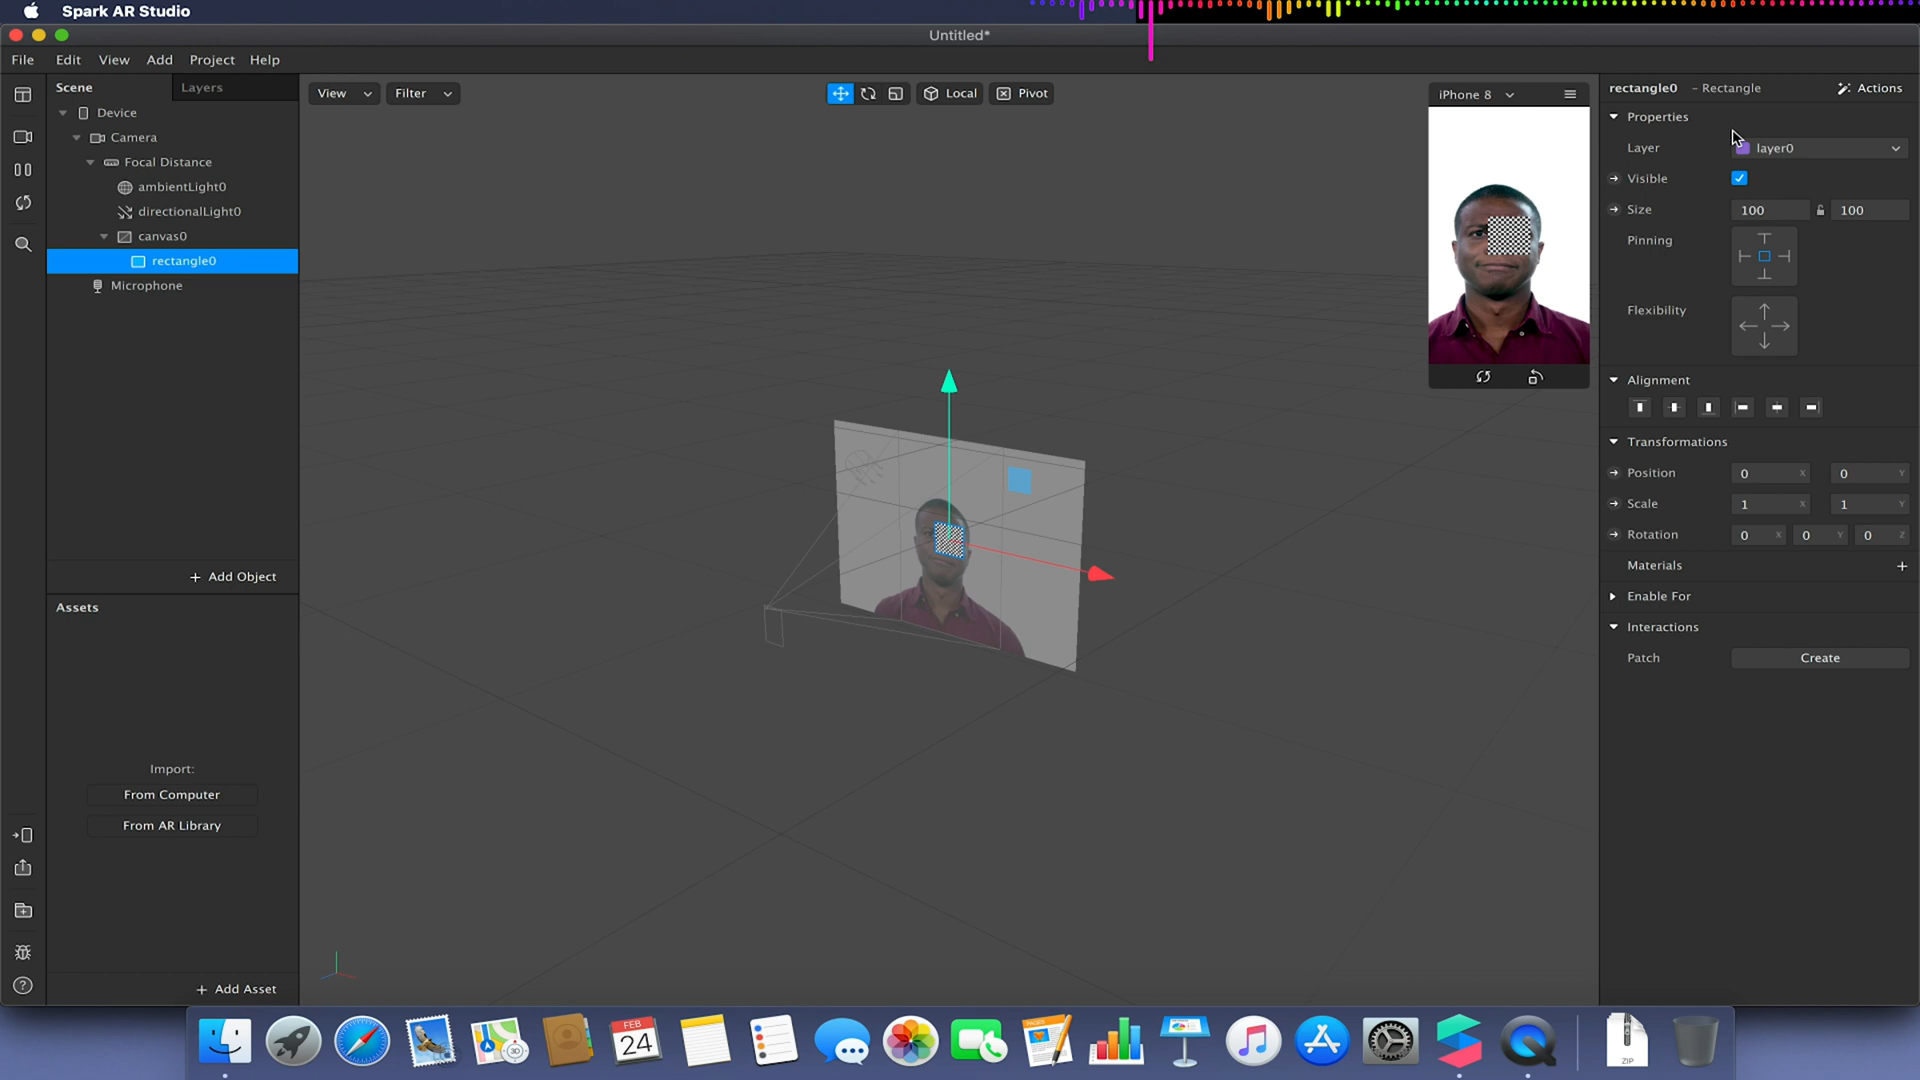 Spark AR Studio
Untitled*
File Edit View Add Project Help
Scene Layers
Device
Camera
Focal Distance
ambientLight0
directionalLight0
canvas0
rectangle0
Microphone
+ Add Object
Assets
Import:
From Computer
From AR Library
+ Add Asset
View Filter
Local Pivot
iPhone 8
rectangle0 - Rectangle Actions
Properties
Layer layer0
Visible
Size 100 100
Pinning
Flexibility
Alignment
Transformations
Position 0 X 0 Y
Scale 1 X 1 Y
Rotation 0 X 0 Y 0 Z
Materials +
Enable For
Interactions
Patch Create
FEB
24
3D
ZIP